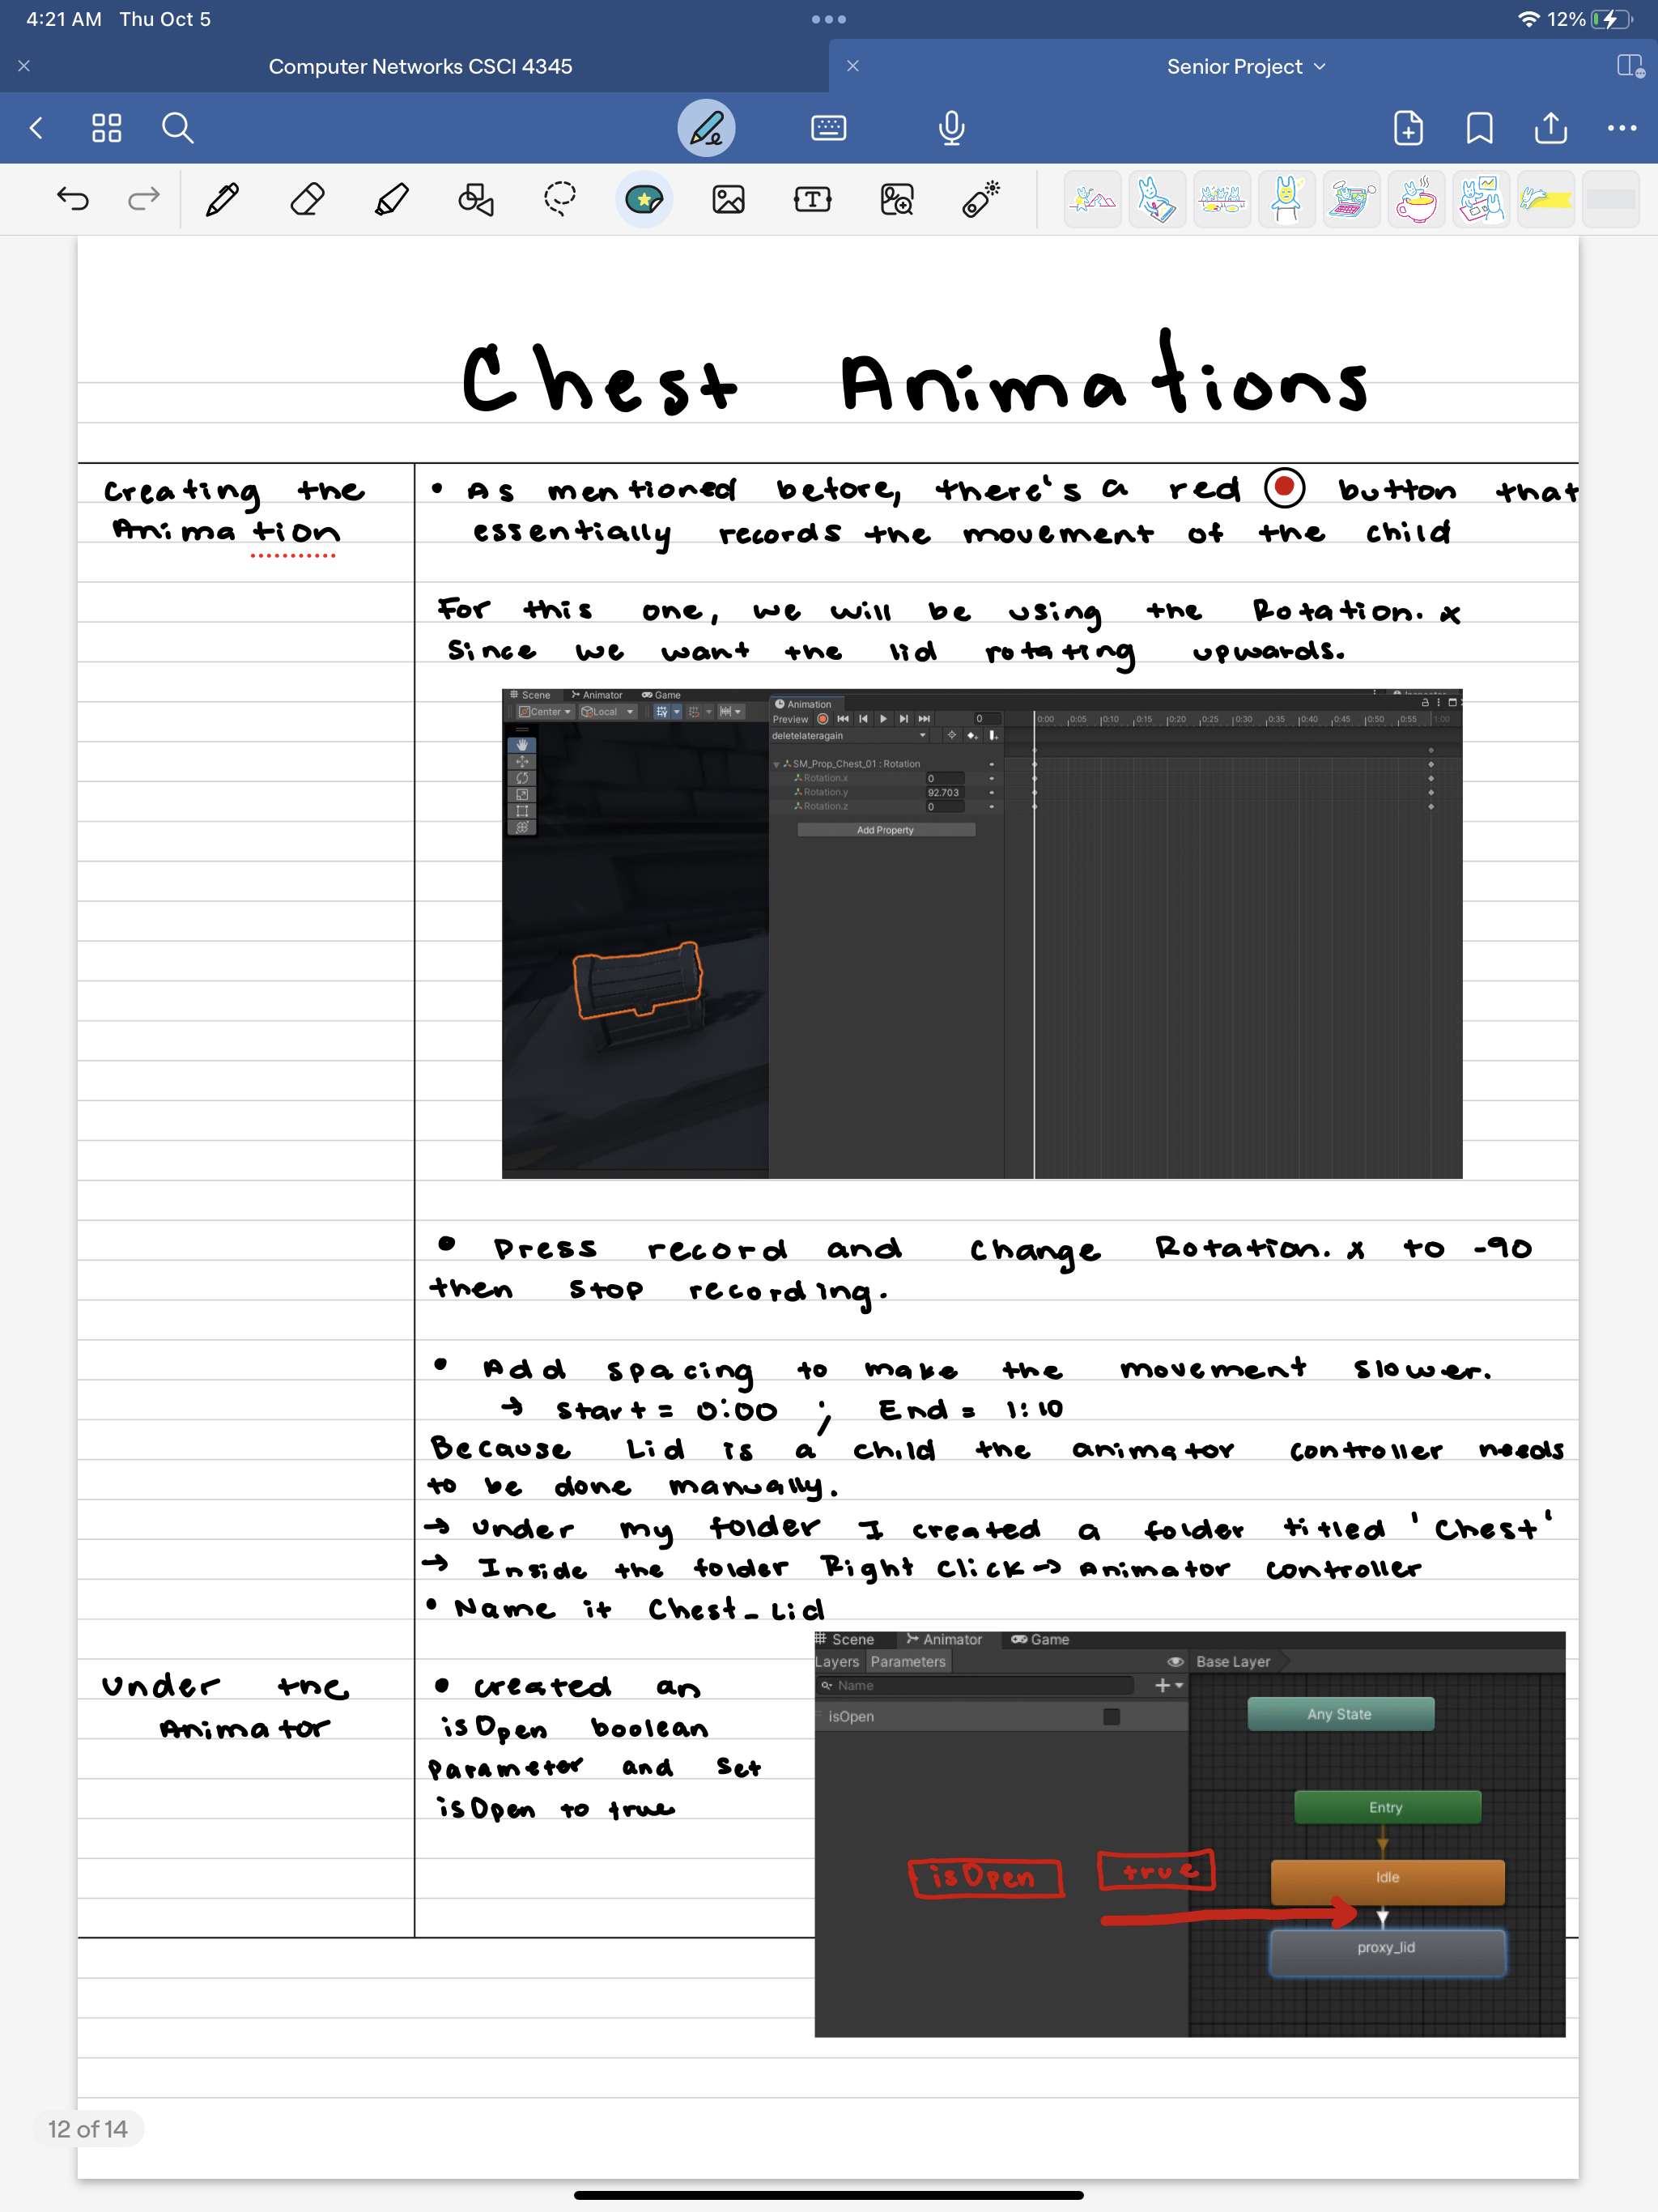 4:21 AM Thu Oct 5
12%
Computer Networks CSCI 4345
Senior Project
Chest Animations
Creating the
Animation
• As mentioned before, there's a red button that
essentially records the movement of the child
For this one, we will be using the Rotation.x
Since we want the lid rotating upwards.
Scene Animator Game
Center Local
Animation
Preview 0
0:00 0:05 0:10 0:15 0:20 0:25 0:30 0:35 0:40 0:45 0:50 0:55 1:00
deletelateragain
SM_Prop_Chest_01 : Rotation
Rotation.x 0
Rotation.y 92.703
Rotation.z 0
Add Property
• Press record and change Rotation.x to -90
then stop recording.
• Add spacing to make the movement slower.
→ Start = 0:00 ; End = 1:10
Because Lid is a child the animator controller needs
to be done manually.
→ Under my folder I created a folder titled 'Chest'
→ Inside the folder Right Click → Animator Controller
• Name it Chest_Lid
Under the
Animator
• created an
isOpen boolean
Parameter and set
isOpen to true
Scene Animator Game
Layers Parameters
Base Layer
Name
isOpen
Any State
Entry
Idle
proxy_lid
isOpen true
12 of 14